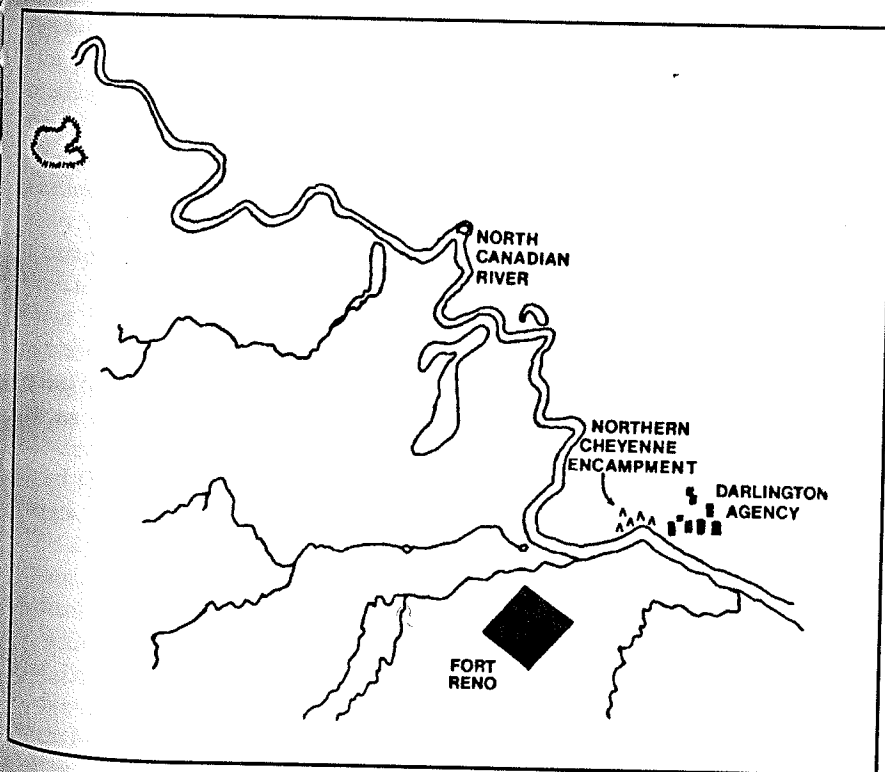 NORTH
CANADIAN
RIVER
NORTHERN
CHEYENNE
ENCAMPMENT
DARLINGTON
AGENCY
FORT
RENO